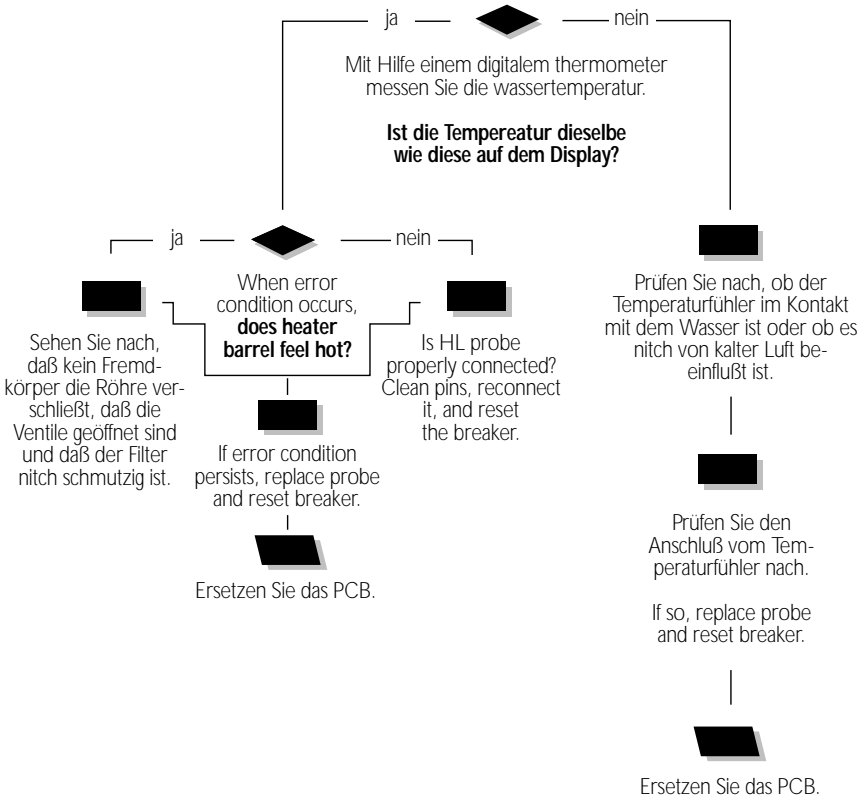 ja
nein
Mit Hilfe einem digitalem thermometer
messen Sie die wassertemperatur.
Ist die Tempereatur dieselbe
wie diese auf dem Display?
ja
nein
When error
condition occurs,
does heater
barrel feel hot?
Sehen Sie nach,
daß kein Fremd-
körper die Röhre ver-
schließt, daß die
Ventile geöffnet sind
und daß der Filter
nitch schmutzig ist.
Is HL probe
properly connected?
Clean pins, reconnect
it, and reset
the breaker.
If error condition
persists, replace probe
and reset breaker.
Ersetzen Sie das PCB.
Prüfen Sie nach, ob der
Temperaturfühler im Kontakt
mit dem Wasser ist oder ob es
nitch von kalter Luft be-
einflußt ist.
Prüfen Sie den
Anschluß vom Tem-
peraturfühler nach.
If so, replace probe
and reset breaker.
Ersetzen Sie das PCB.